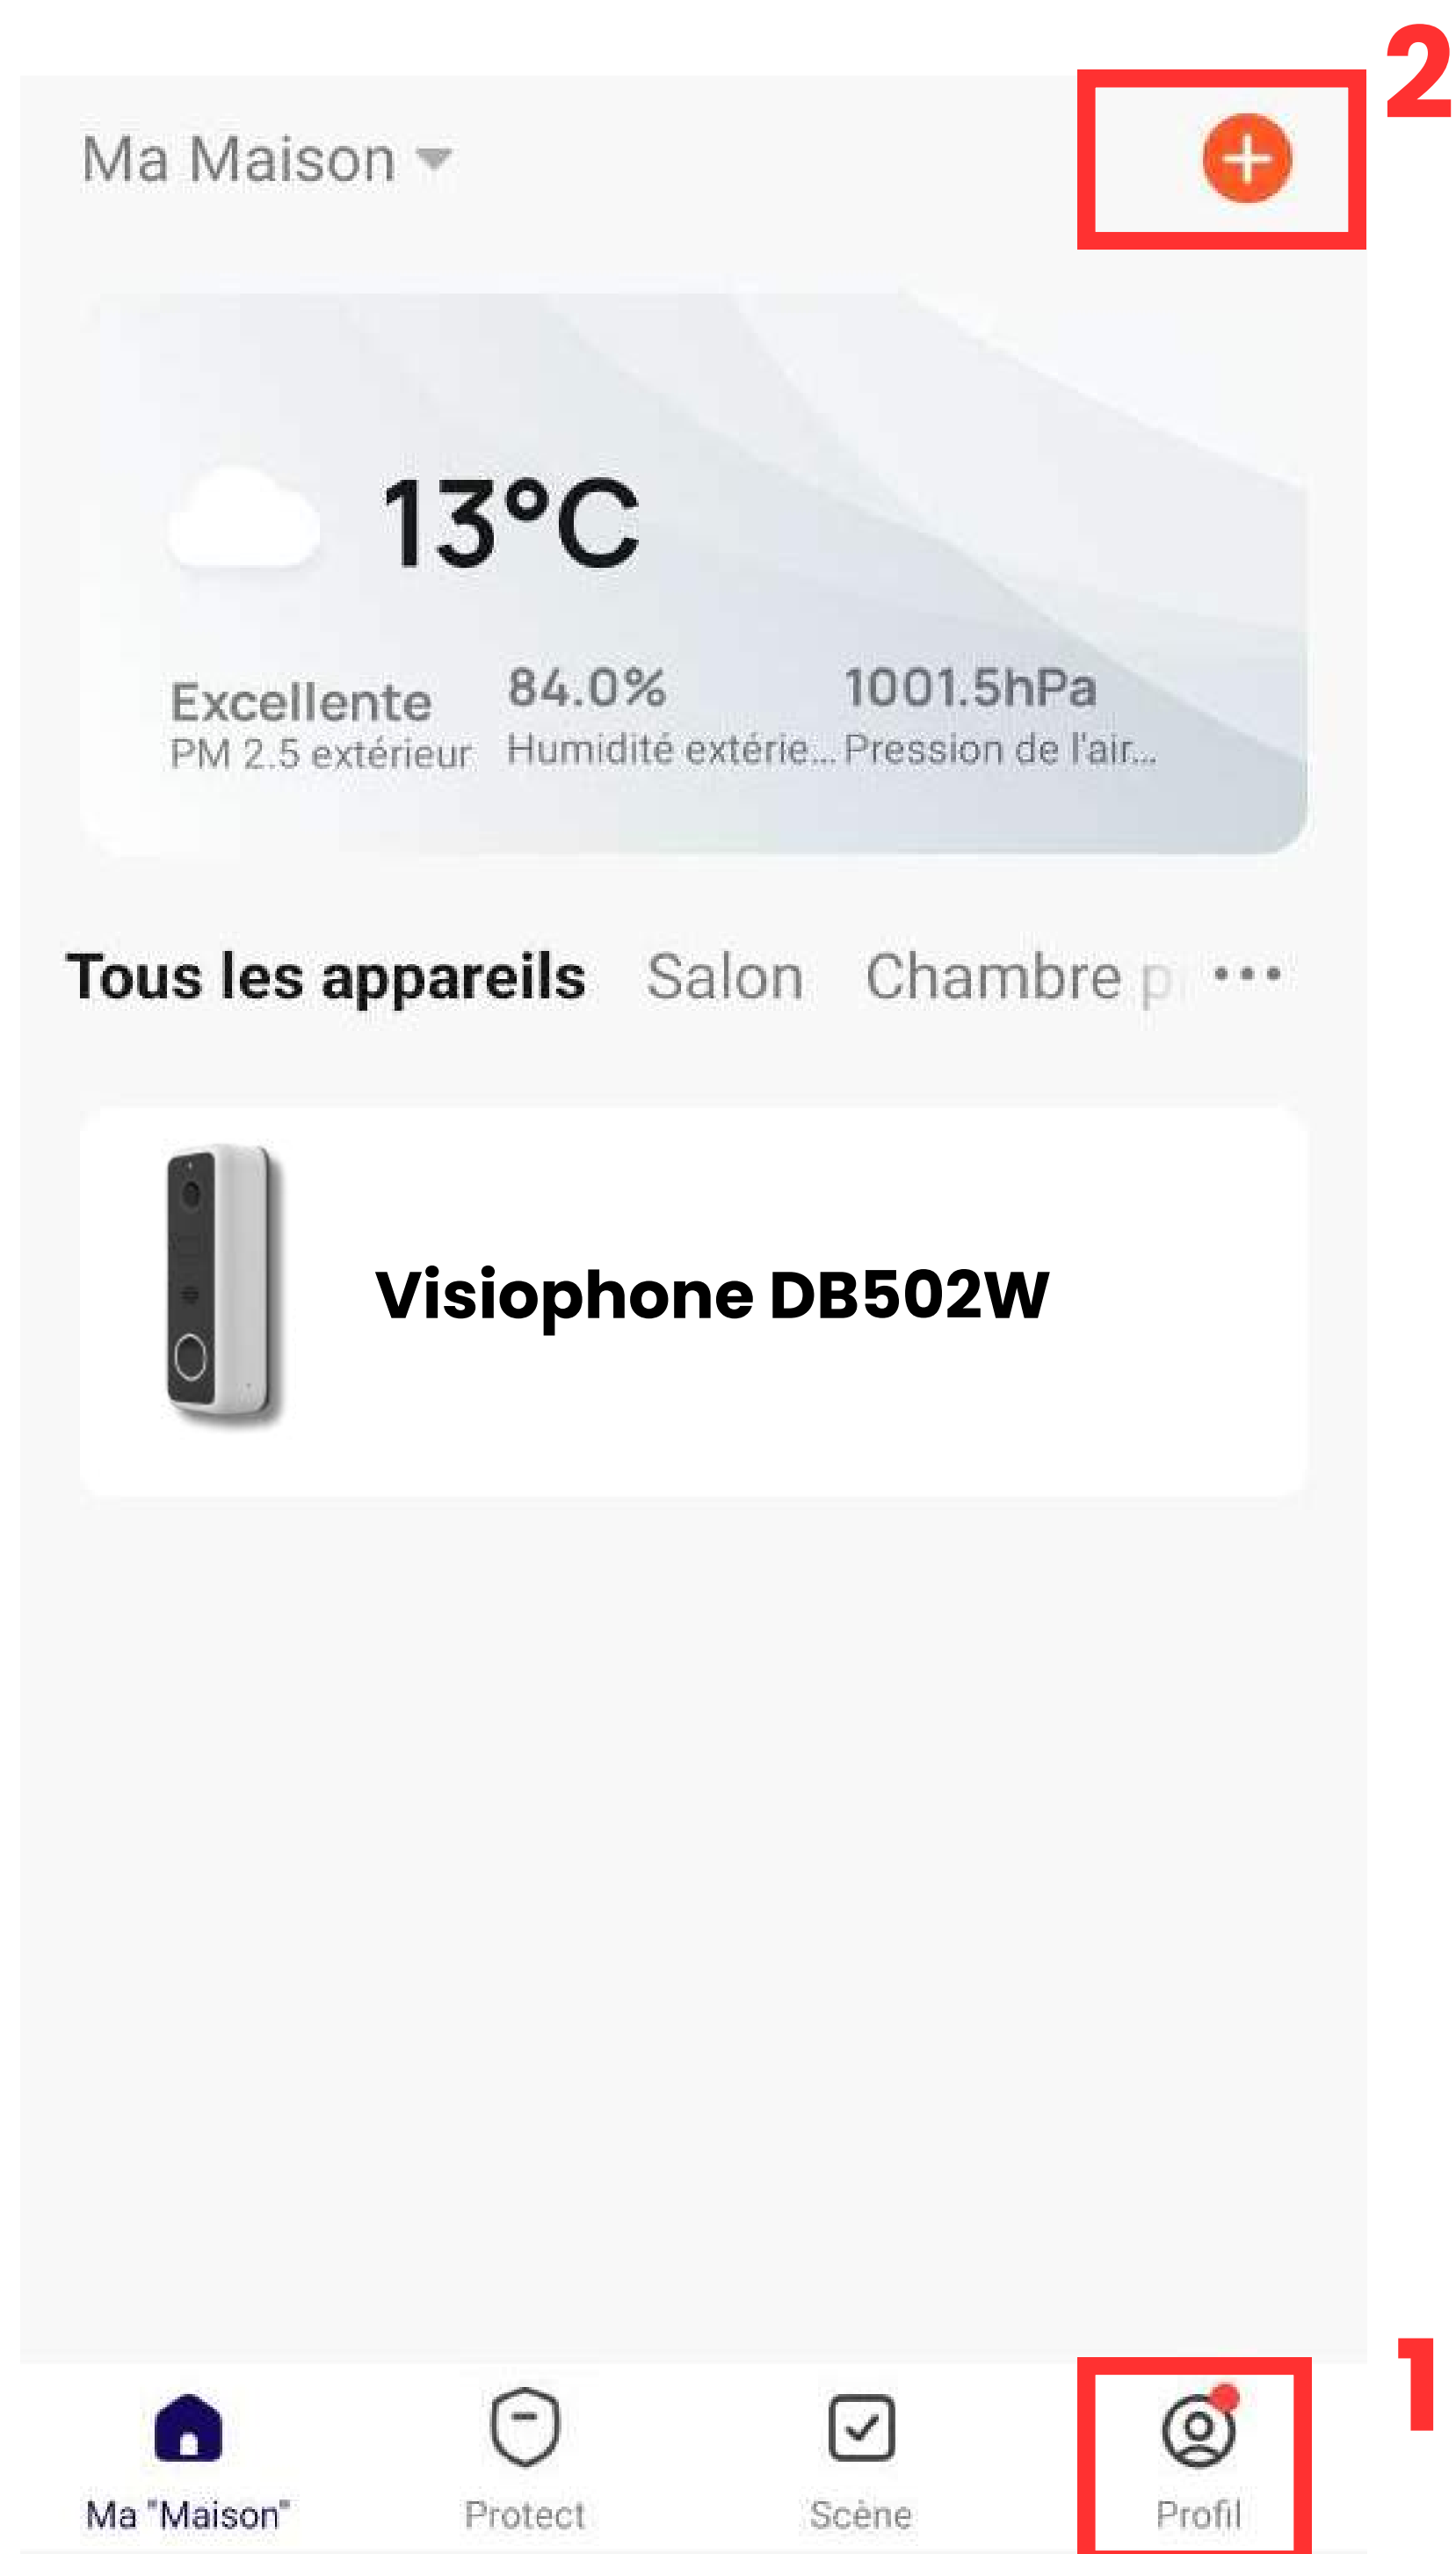 2
Ma Maison
13°C
Excellente 84.0% 1001.5hPa
PM 2.5 extérieur Humidité extérie... Pression de l'air...
Tous les appareils Salon Chambre p
Visiophone DB502W
1
Ma "Maison" Protect Scène Profil